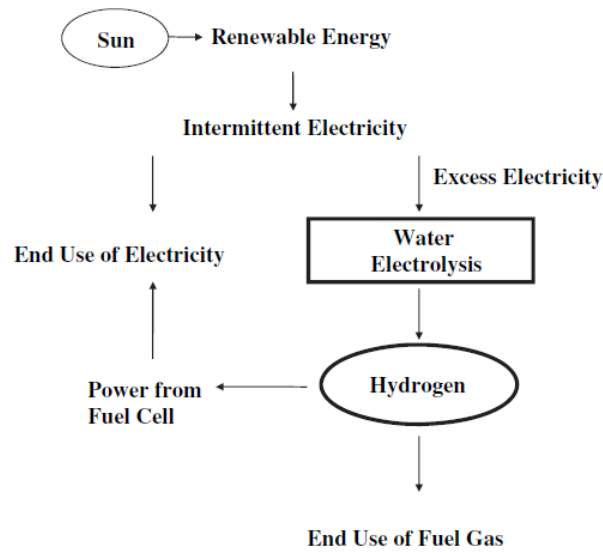 Sun
Renewable Energy
Intermittent Electricity
Excess Electricity
Water
Electrolysis
End Use of Electricity
Hydrogen
Power from
Fuel Cell
End Use of Fuel Gas